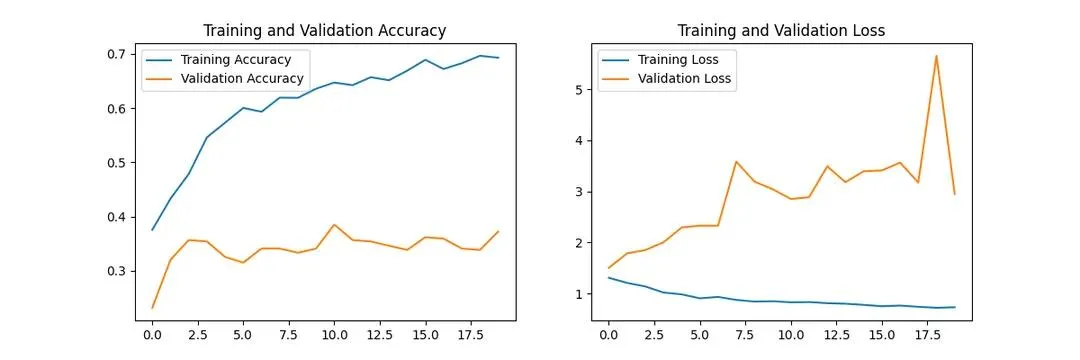 Training and Validation Accuracy
Training Accuracy
Validation Accuracy
0.7
0.6
0.5
0.4
0.3
0.0 2.5 5.0 7.5 10.0 12.5 15.0 17.5
Training and Validation Loss
Training Loss
Validation Loss
5
4
3
2
1
0.0 2.5 5.0 7.5 10.0 12.5 15.0 17.5